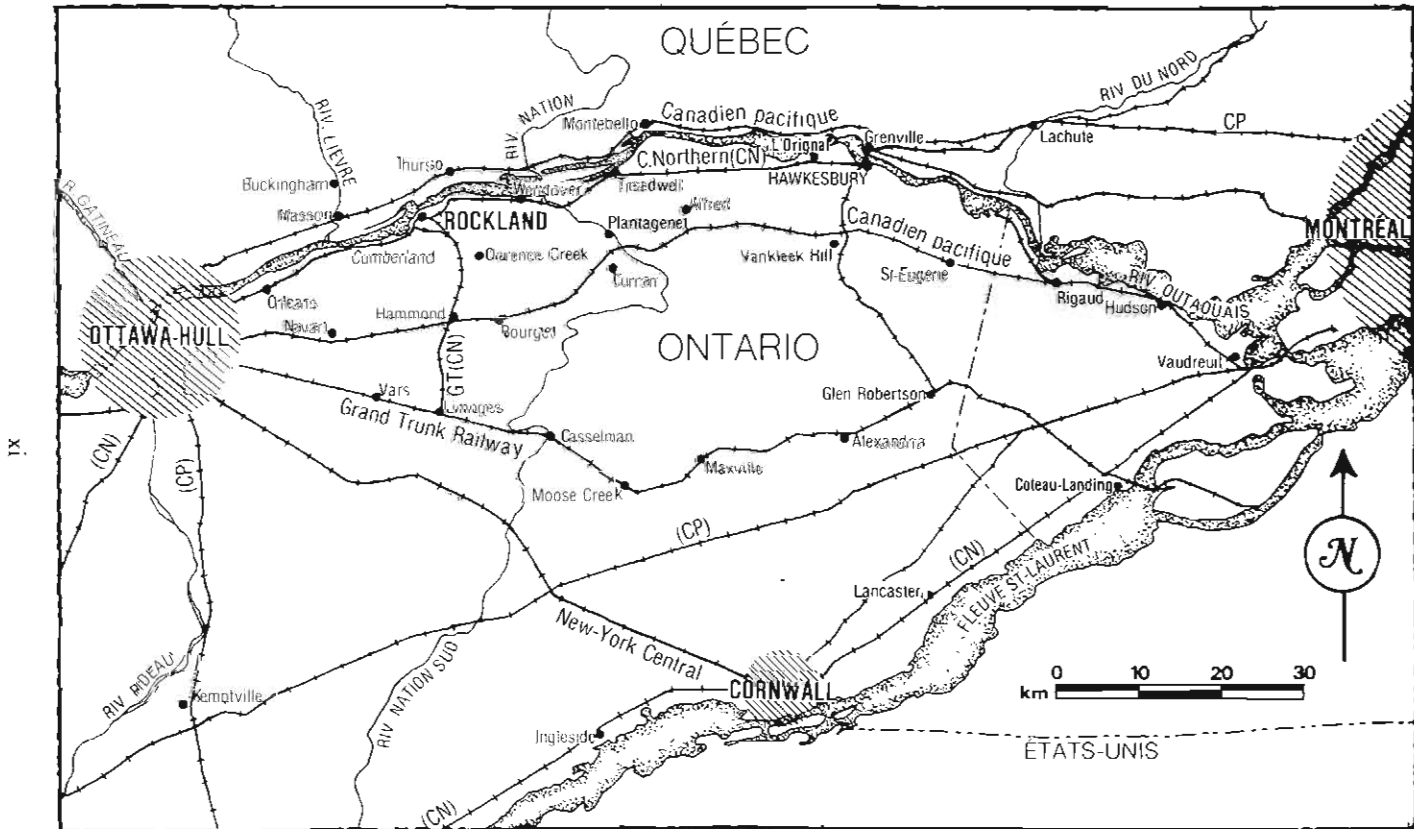 QUÉBEC
RIV. LIÈVRE
RIV. NATION
RIV DU NORD
Montebello
Canadien pacifique
Grenville
Lachute
CP
L'Orignal
C.Northern(CN)
HAWKESBURY
Thurso
Buckingham
Wendover
Treadwell
R. GATINEAU
Masson
ROCKLAND
Alfred
Plantagenet
Canadien pacifique
MONTRÉAL
Cumberland
Clarence Creek
Vankleek Hill
St-Eugène
Curran
RIV OUTAOUAIS
Orléans
Rigaud
Hudson
Navan
Hammond
Bourget
OTTAWA-HULL
ONTARIO
GT(CN)
Vaudreuil
Vars
Limoges
Glen Robertson
Grand Trunk Railway
Casselman
Alexandria
XI
(CN)
(CP)
Maxville
Moose Creek
Coteau-Landing
(CP)
(CN)
N
FLEUVE ST-LAURENT
Lancaster
New-York Central
RIV RIDEAU
RIV NATION SUD
Kemptville
CORNWALL
0 10 20 30
km
Ingleside
ÉTATS-UNIS
(CN)